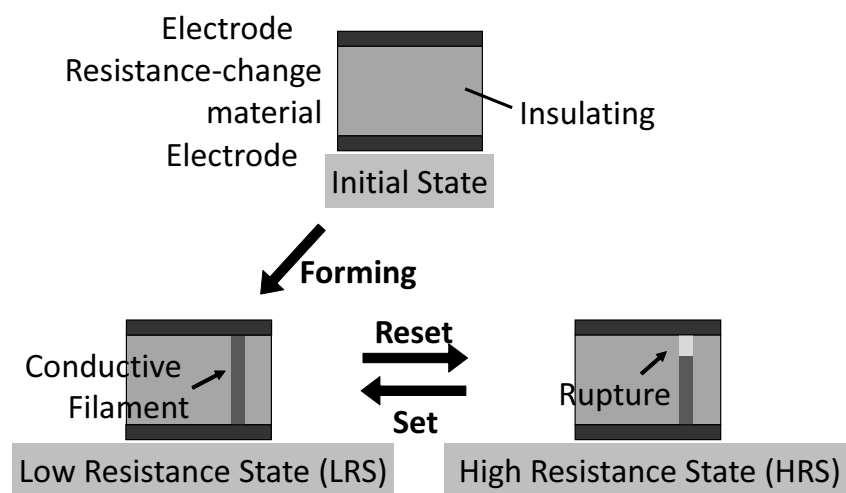 Electrode
Resistance-change
material
Electrode
Insulating
Initial State
Forming
Conductive
Filament
Reset
Set
Rupture
Low Resistance State (LRS)
High Resistance State (HRS)